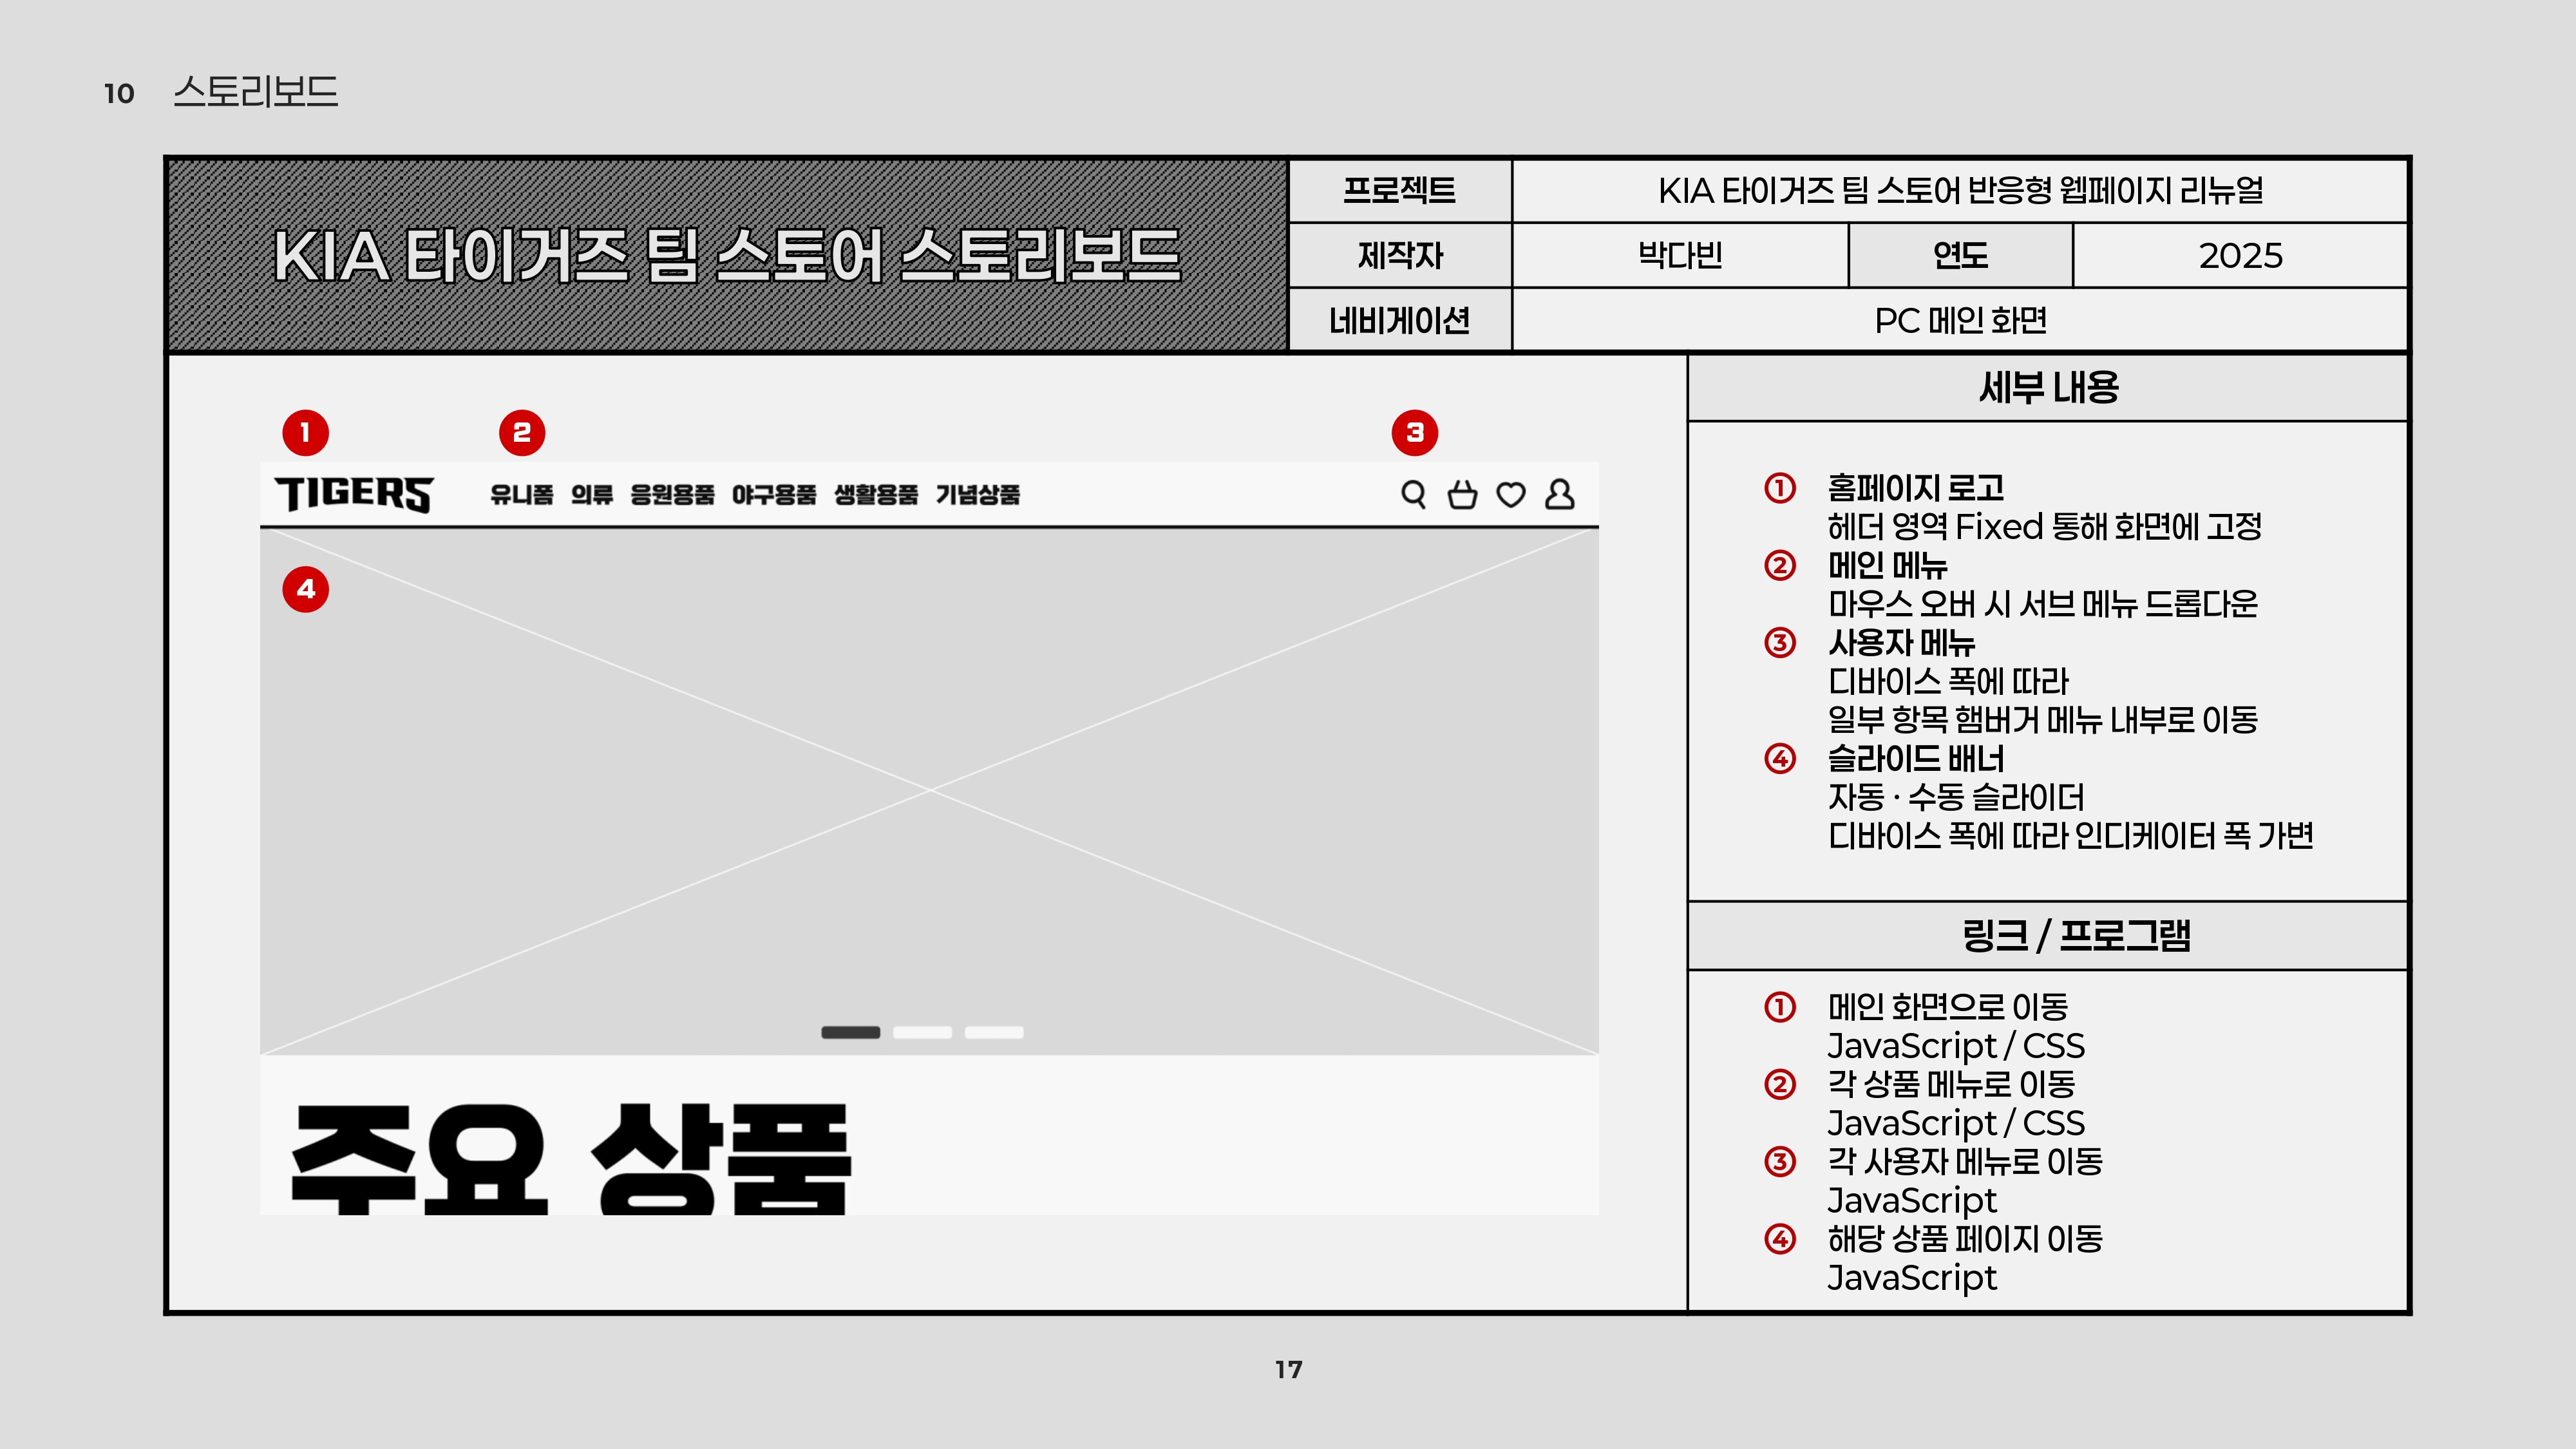 10 스토리보드
KIA 타이거즈 팀 스토어 스토리보드
프로젝트 KIA 타이거즈 팀 스토어 반응형 웹페이지 리뉴얼
제작자 박다빈 연도 2025
네비게이션 PC 메인 화면
1 2 3
TIGERS 유니폼 의류 응원용품 야구용품 생활용품 기념상품
4
주요 상품
세부 내용
① 홈페이지 로고
헤더 영역 Fixed 통해 화면에 고정
② 메인 메뉴
마우스 오버 시 서브 메뉴 드롭다운
③ 사용자 메뉴
디바이스 폭에 따라
일부 항목 햄버거 메뉴 내부로 이동
④ 슬라이드 배너
자동 · 수동 슬라이더
디바이스 폭에 따라 인디케이터 폭 가변
링크 / 프로그램
① 메인 화면으로 이동
JavaScript / CSS
② 각 상품 메뉴로 이동
JavaScript / CSS
③ 각 사용자 메뉴로 이동
JavaScript
④ 해당 상품 페이지 이동
JavaScript
17